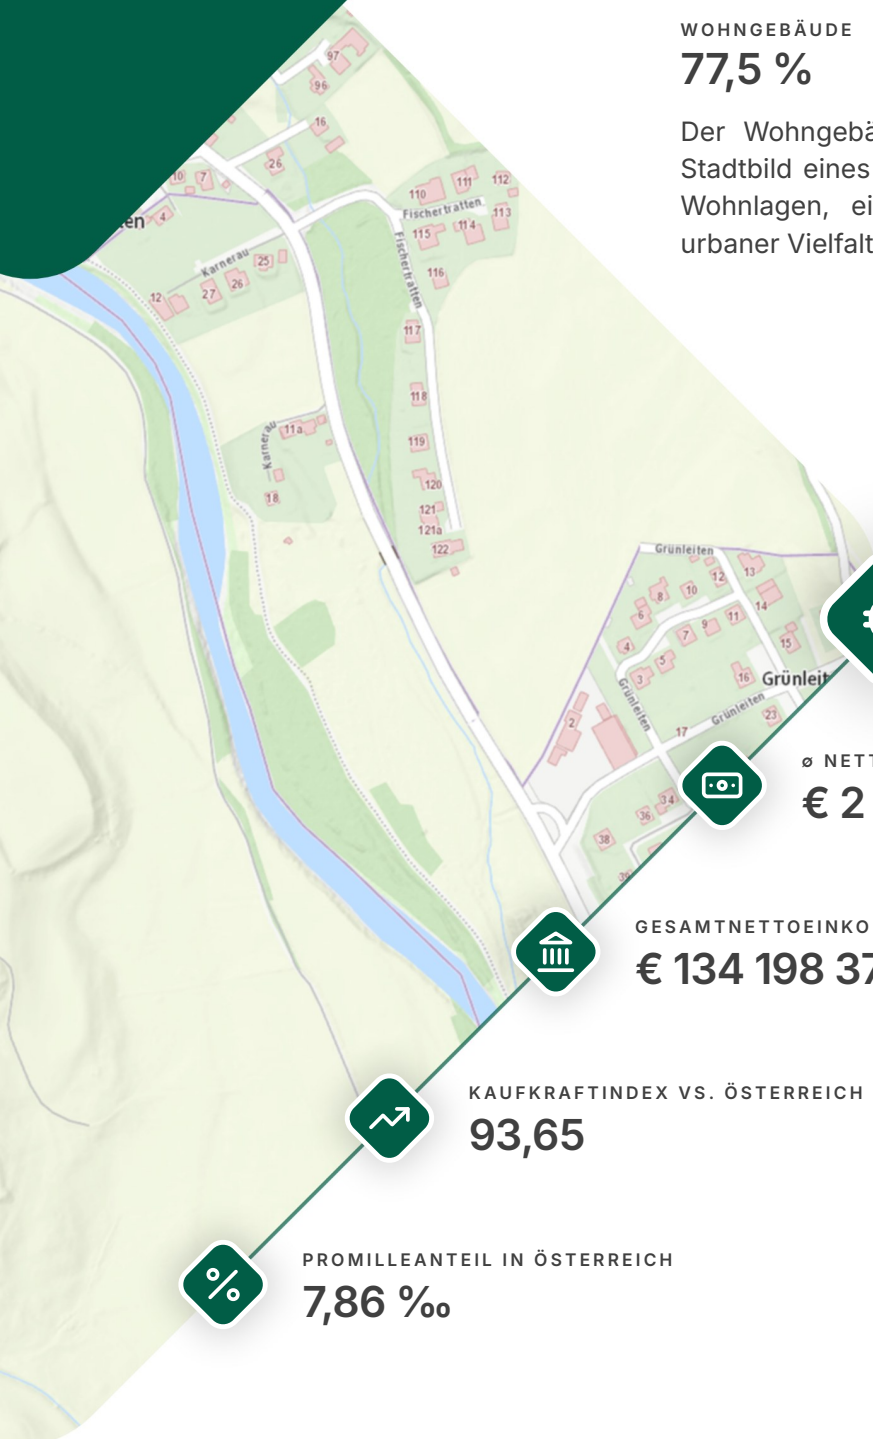 WOHNGEBÄUDE
77,5 %
Der Wohngebä
Stadtbild eines
Wohnlagen, ei
urbaner Vielfalt
97
96
16
26
10
7
4
en
110
111
112
Fischertratten
113
115
114
Fischertratten
116
Karnerau
25
26
27
12
117
118
Karnerau
11a
119
18
120
121
121a
122
Grünleiten
13
12
10
8
6
14
11
9
7
15
4
5
3
16
Grünleit
Grünleiten
Grünleiten
23
2
17
34
36
38
39
ø NETT
€ 2
GESAMTNETTOEINKO
€ 134 198 37
KAUFKRAFTINDEX VS. ÖSTERREICH
93,65
PROMILLEANTEIL IN ÖSTERREICH
7,86 ‰